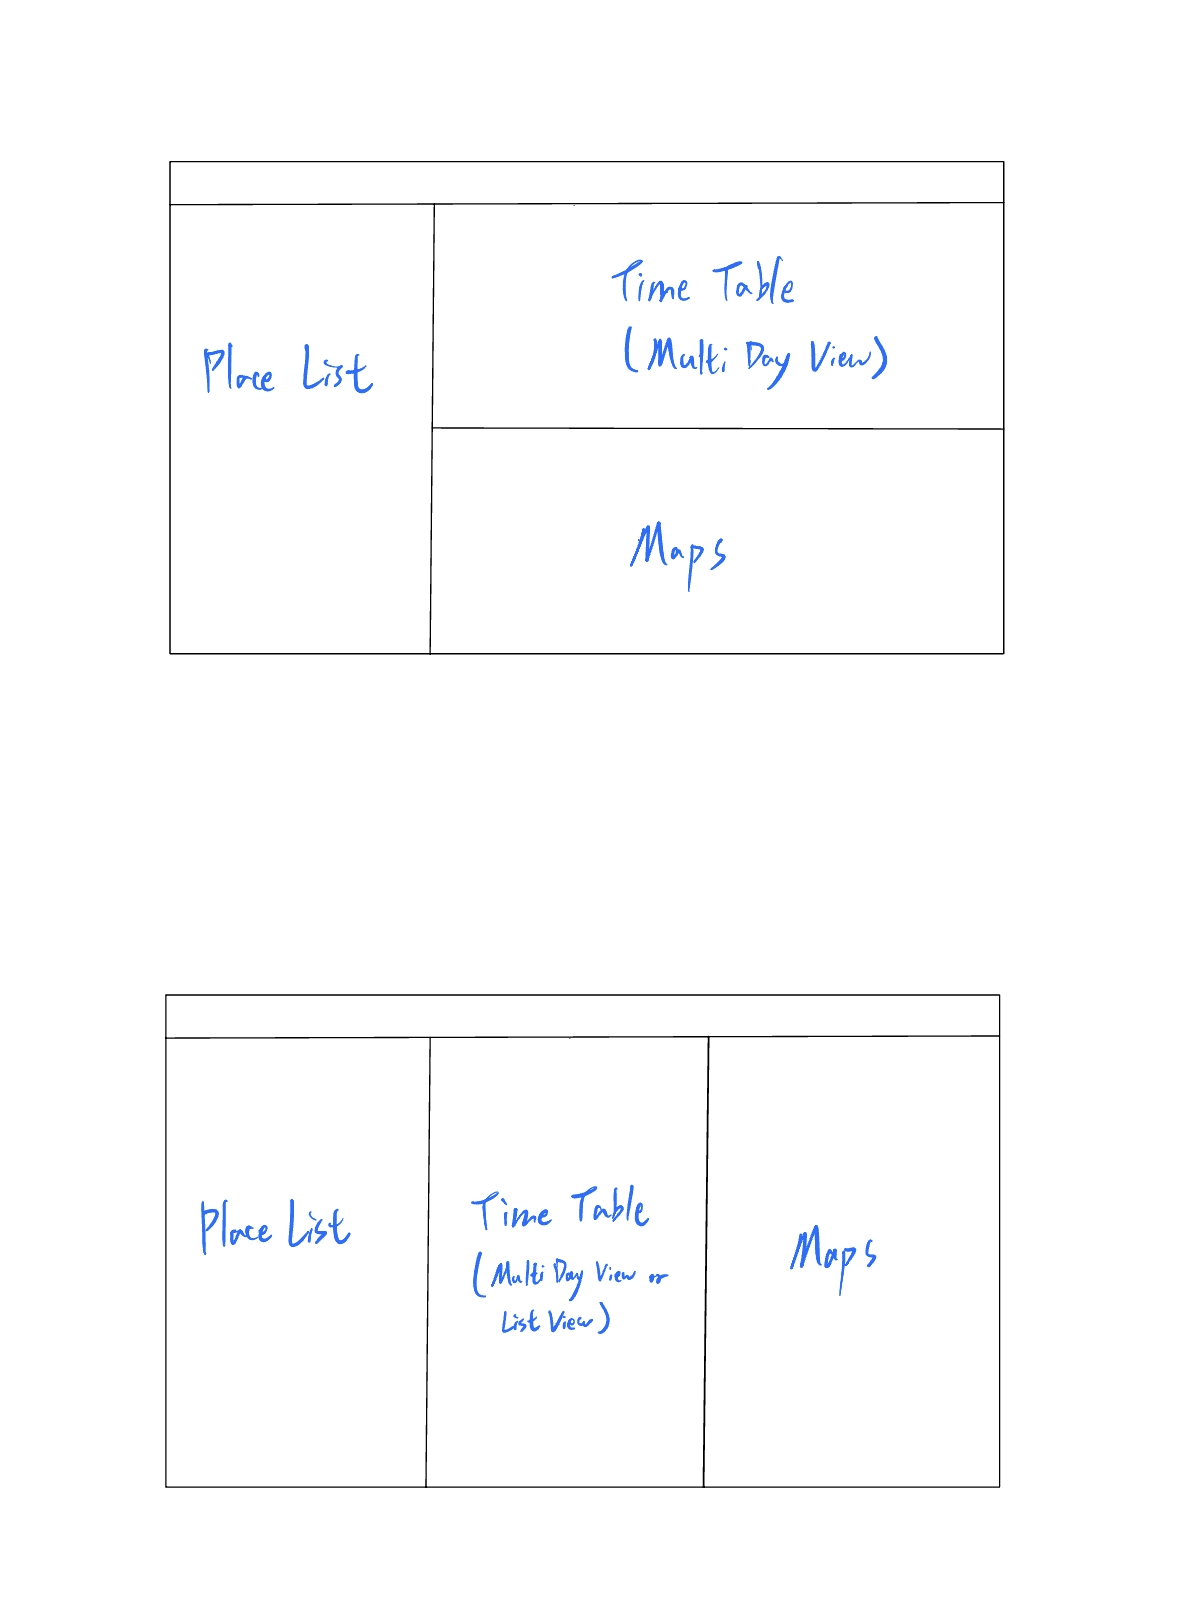 Place List
Time Table
(Multi Day View)
Maps
Place List
Time Table
(Multi Day View or
List View)
Maps